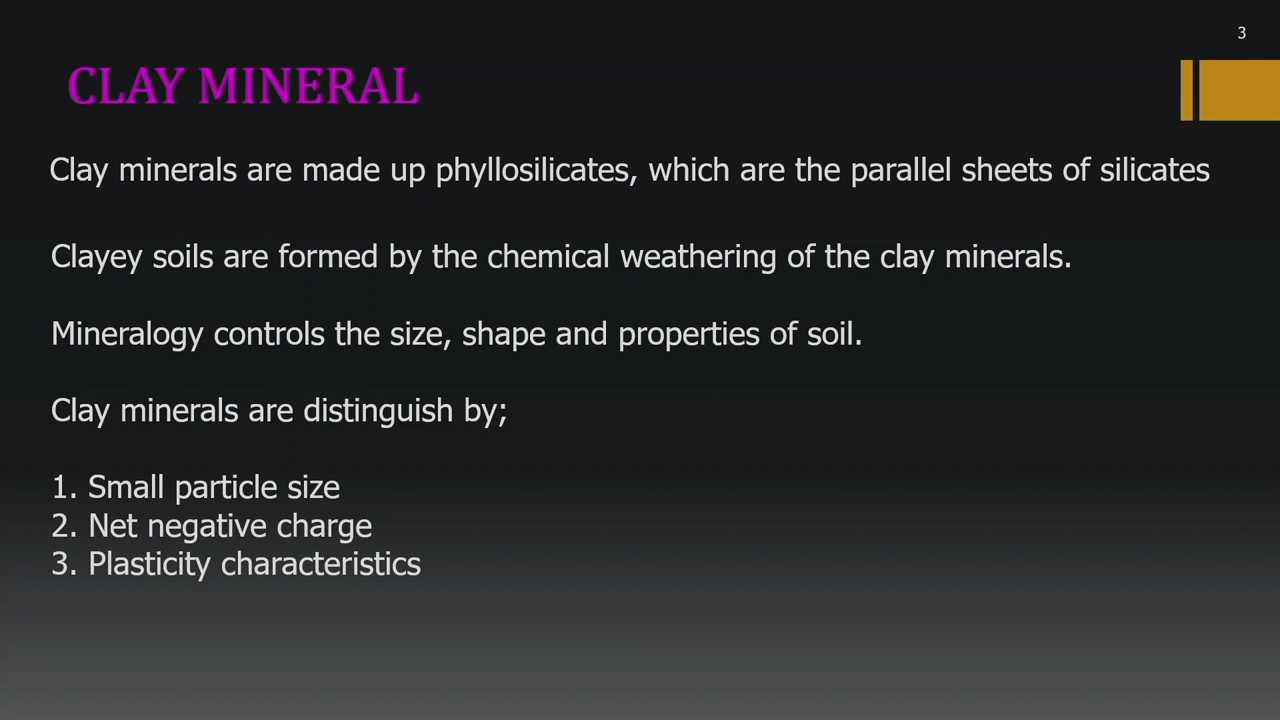 3
CLAY MINERAL
Clay minerals are made up phyllosilicates, which are the parallel sheets of silicates
Clayey soils are formed by the chemical weathering of the clay minerals.
Mineralogy controls the size, shape and properties of soil.
Clay minerals are distinguish by;
1. Small particle size
2. Net negative charge
3. Plasticity characteristics